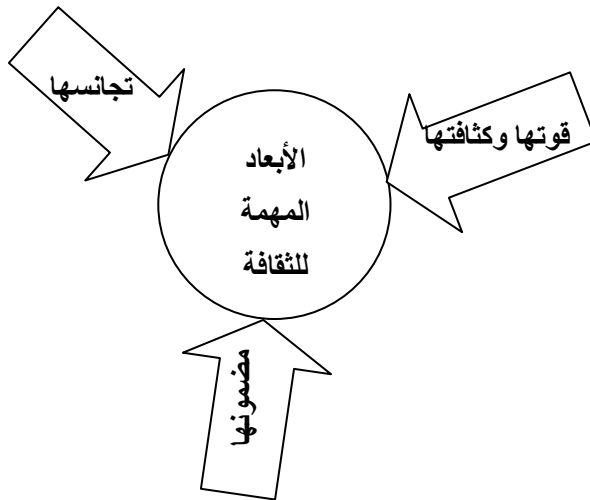 تجانسها
قوتها وكثافتها
الأبعاد
المهمة
للثقافة
مضمونها